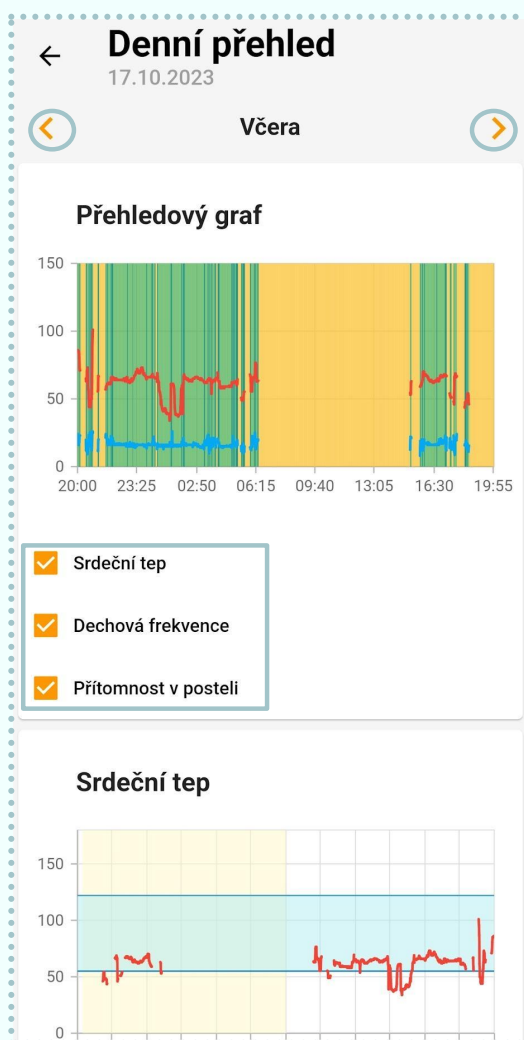 Denní přehled
17.10.2023
Včera
Přehledový graf
150
100
50
0
20:00 23:25 02:50 06:15 09:40 13:05 16:30 19:55
Srdeční tep
Dechová frekvence
Přítomnost v posteli
Srdeční tep
150
100
50
0